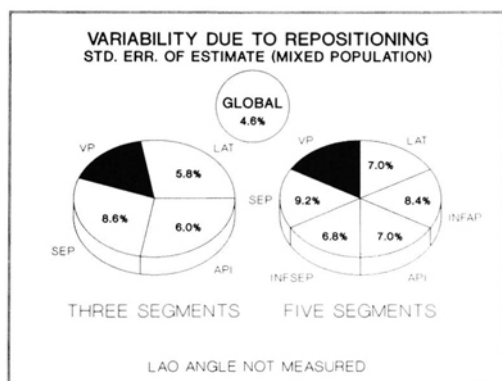 VARIABILITY DUE TO REPOSITIONING
STD. ERR. OF ESTIMATE (MIXED POPULATION)
GLOBAL
4.6%
VP
LAT
5.8%
8.6%
6.0%
SEP
API
THREE SEGMENTS
VP
LAT
7.0%
SEP
9.2%
8.4%
INFAP
6.8%
7.0%
INFSEP
API
FIVE SEGMENTS
LAO ANGLE NOT MEASURED